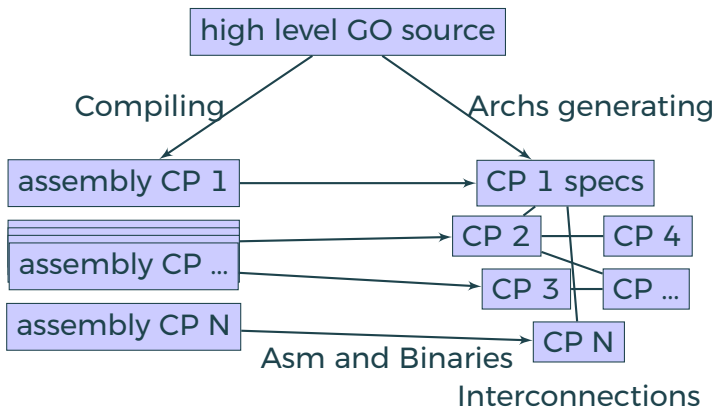 high level GO source
Compiling
Archs generating
assembly CP 1
CP 1 specs
CP 2
CP 4
assembly CP ...
CP 3
CP ...
assembly CP N
CP N
Asm and Binaries
Interconnections